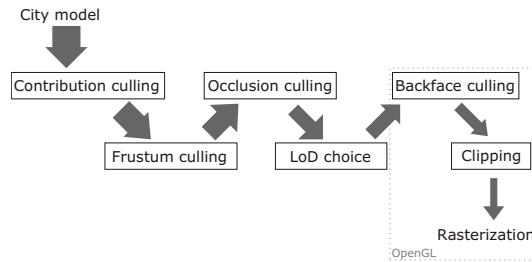 City model
Contribution culling
Occlusion culling
Backface culling
Frustum culling
LoD choice
Clipping
Rasterization
OpenGL